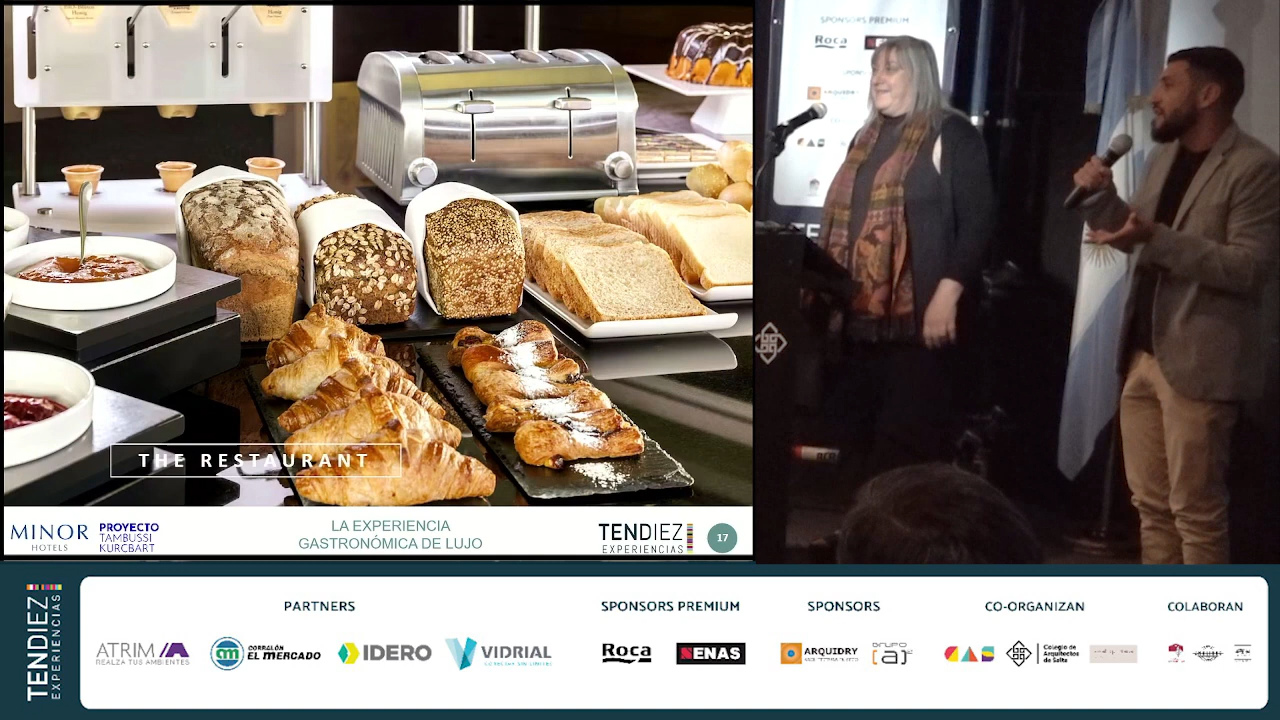 THE RESTAURANT
MINOR
HOTELS
PROYECTO
TAMBUSSI
KURCBART
LA EXPERIENCIA
GASTRONÓMICA DE LUJO
TENDIEZ
EXPERIENCIAS
17
SPONSORS PREMIUM
Roca
TENDIEZ
EXPERIENCIAS
PARTNERS
ATRIM
REALZA TUS AMBIENTES
CORRALÓN
EL MERCADO
IDERO
VIDRIAL
SPONSORS PREMIUM
Roca
ENAS
SPONSORS
ARQUIDRY
GRUPO
[a]
CO-ORGANIZAN
Colegio de
Arquitectos
de Salta
COLABORAN